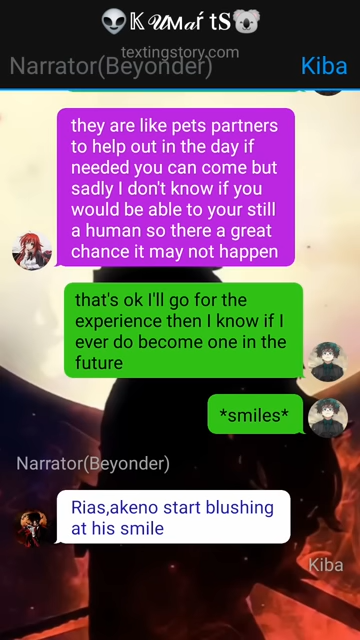 👽𝕂𝓤мαŕtS🐨
textingstory.com
Narrator(Beyonder)
Kiba
they are like pets partners
to help out in the day if
needed you can come but
sadly I don't know if you
would be able to your still
a human so there a great
chance it may not happen
that's ok I'll go for the
experience then I know if I
ever do become one in the
future
*smiles*
Narrator(Beyonder)
Rias,akeno start blushing
at his smile
Kiba